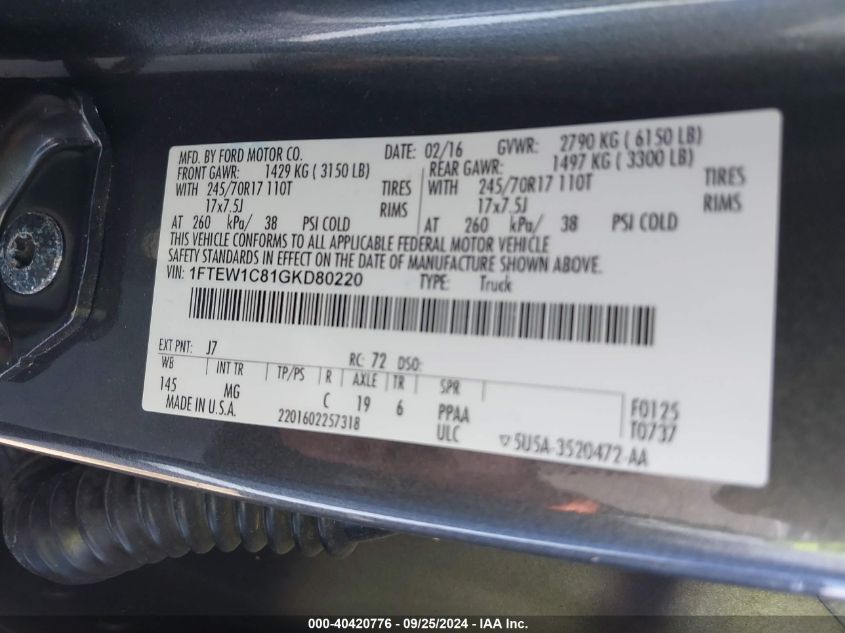 MFD. BY FORD MOTOR CO. DATE: 02/16 GVWR: 2790 KG ( 6150 LB)
FRONT GAWR: 1429 KG ( 3150 LB) REAR GAWR: 1497 KG ( 3300 LB)
WITH 245/70R17 110T TIRES WITH 245/70R17 110T TIRES
17x7.5J RIMS 17x7.5J RIMS
AT 260 kPa/ 38 PSI COLD AT 260 kPa/ 38 PSI COLD
THIS VEHICLE CONFORMS TO ALL APPLICABLE FEDERAL MOTOR VEHICLE
SAFETY STANDARDS IN EFFECT ON THE DATE OF MANUFACTURE SHOWN ABOVE.
VIN: 1FTEW1C81GKD80220 TYPE: Truck
EXT PNT: J7 RC: 72 DSO:
WB INT TR TP/PS R AXLE TR SPR
145 MG C 19 6 PPAA F0125
MADE IN U.S.A. 2201602257318 ULC T0737
▽ 5U5A-3520472-AA
000-40420776 - 09/25/2024 - IAA Inc.